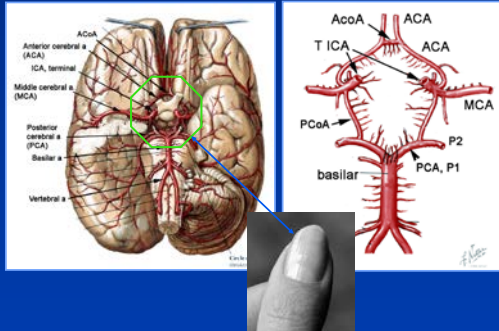 ACoA
Anterior cerebral a
(ACA)
ICA, terminal
Middle cerebral a
(MCA)
Posterior
cerebral a
(PCA)
Basilar a
Vertebral a
AcoA
ACA
T ICA
ACA
MCA
PCoA
P2
PCA, P1
basilar